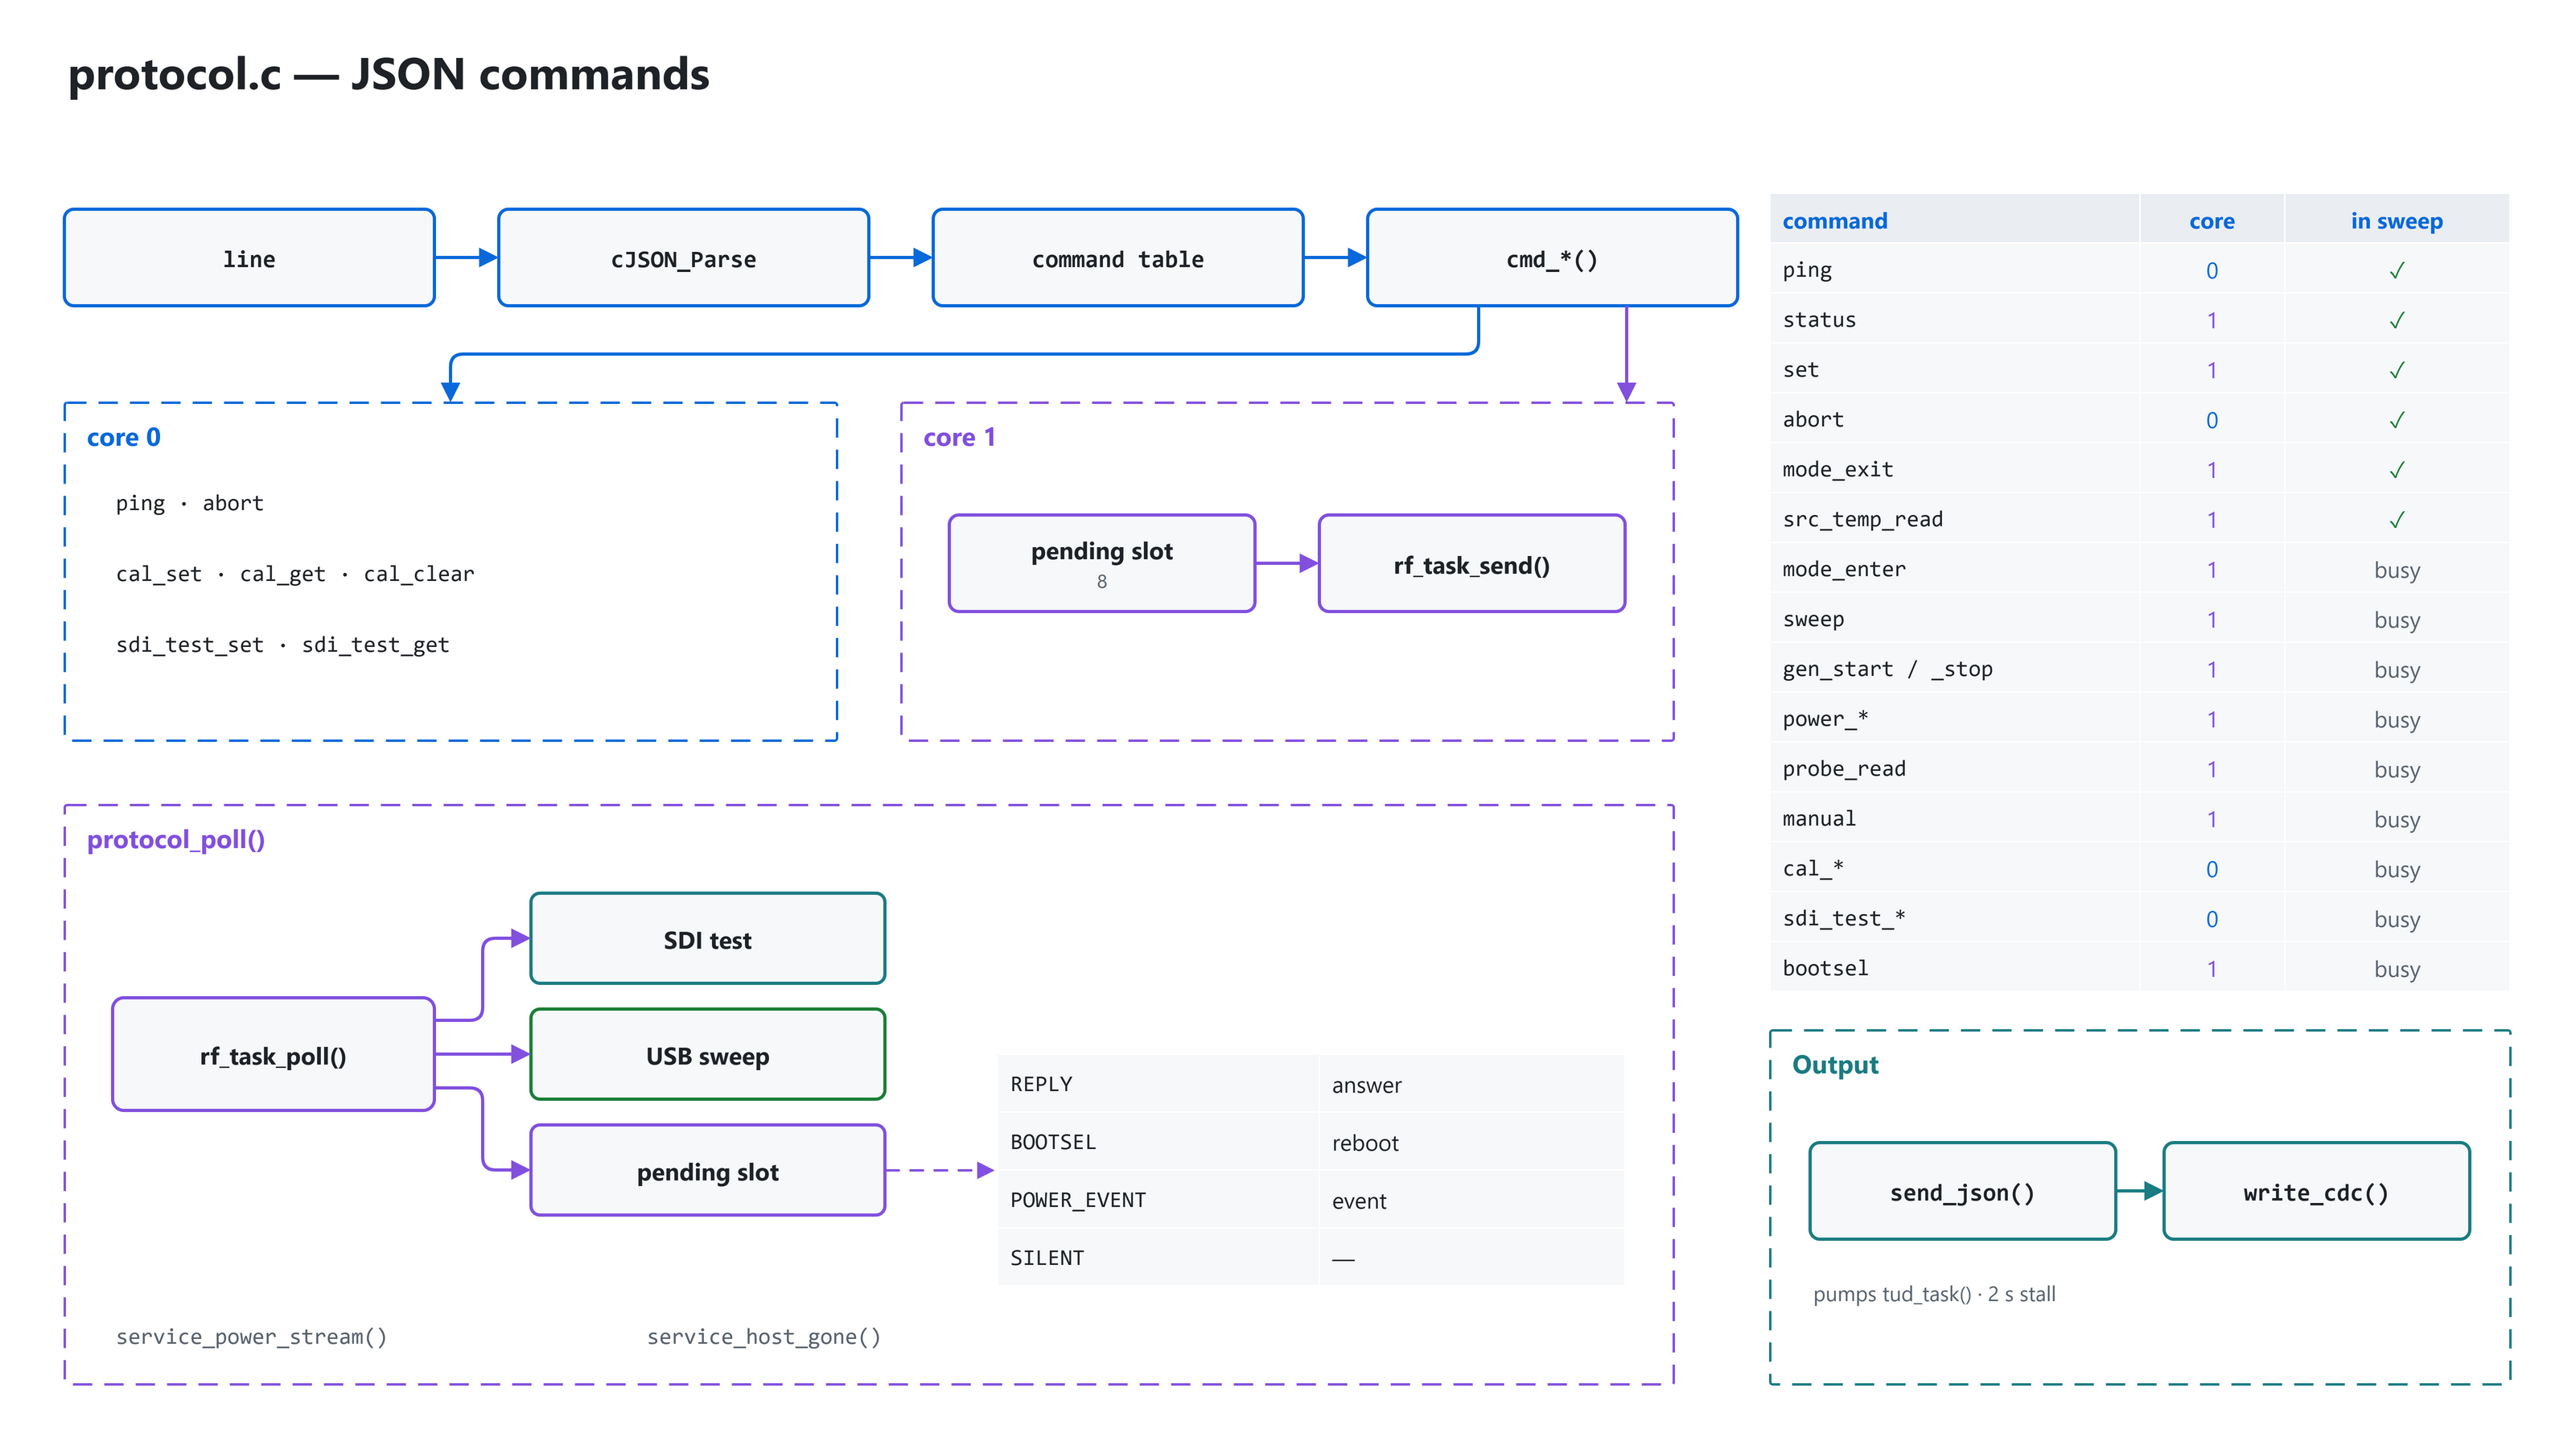 protocol.c — JSON commands
line
cJSON_Parse
command table
cmd_*()
core 0
ping · abort
cal_set · cal_get · cal_clear
sdi_test_set · sdi_test_get
core 1
pending slot
8
rf_task_send()
protocol_poll()
rf_task_poll()
SDI test
USB sweep
pending slot
REPLY answer
BOOTSEL reboot
POWER_EVENT event
SILENT —
service_power_stream()
service_host_gone()
command core in sweep
ping 0 ✓
status 1 ✓
set 1 ✓
abort 0 ✓
mode_exit 1 ✓
src_temp_read 1 ✓
mode_enter 1 busy
sweep 1 busy
gen_start / _stop 1 busy
power_* 1 busy
probe_read 1 busy
manual 1 busy
cal_* 0 busy
sdi_test_* 0 busy
bootsel 1 busy
Output
send_json()
write_cdc()
pumps tud_task() · 2 s stall